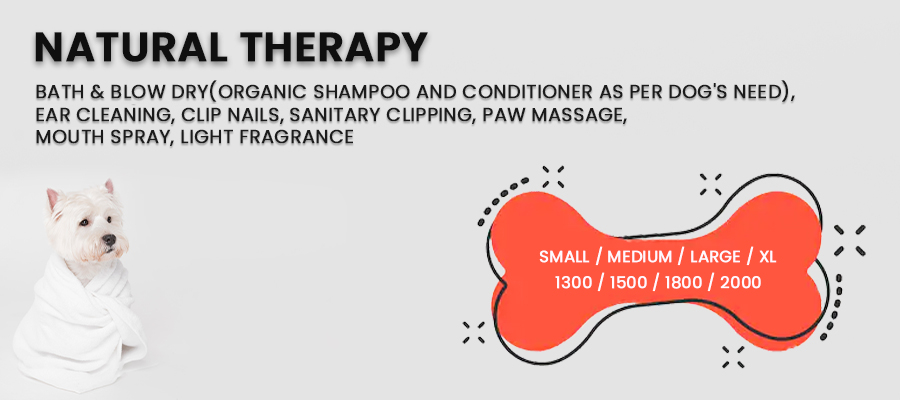 NATURAL THERAPY
BATH & BLOW DRY(ORGANIC SHAMPOO AND CONDITIONER AS PER DOG'S NEED),
EAR CLEANING, CLIP NAILS, SANITARY CLIPPING, PAW MASSAGE,
MOUTH SPRAY, LIGHT FRAGRANCE
SMALL / MEDIUM / LARGE / XL
1300 / 1500 / 1800 / 2000